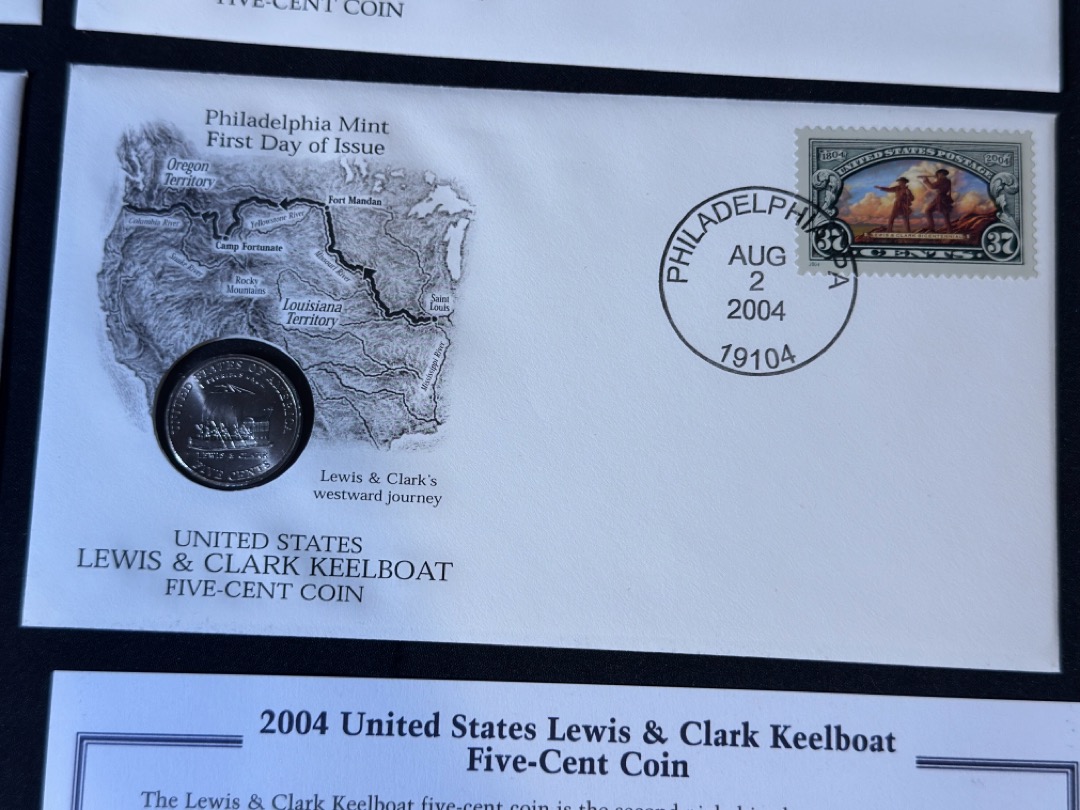 FIVE-CENT COIN
Philadelphia Mint
First Day of Issue
Oregon
Territory
Fort Mandan
Columbia River
Yellowstone River
Camp Fortunate
Snake River
Missouri River
Rocky
Mountains
Louisiana
Territory
Saint
Louis
Mississippi River
UNITED STATES OF AMERICA
LEWIS & CLARK
FIVE CENTS
Lewis & Clark's
westward journey
UNITED STATES
LEWIS & CLARK KEELBOAT
FIVE-CENT COIN
PHILADELPHIA PA
AUG
2
2004
19104
1804
UNITED STATES POSTAGE
2004
LEWIS & CLARK BICENTENNIAL
37
CENTS
37
2004 United States Lewis & Clark Keelboat
Five-Cent Coin
The Lewis & Clark Keelboat five-cent coin is the second